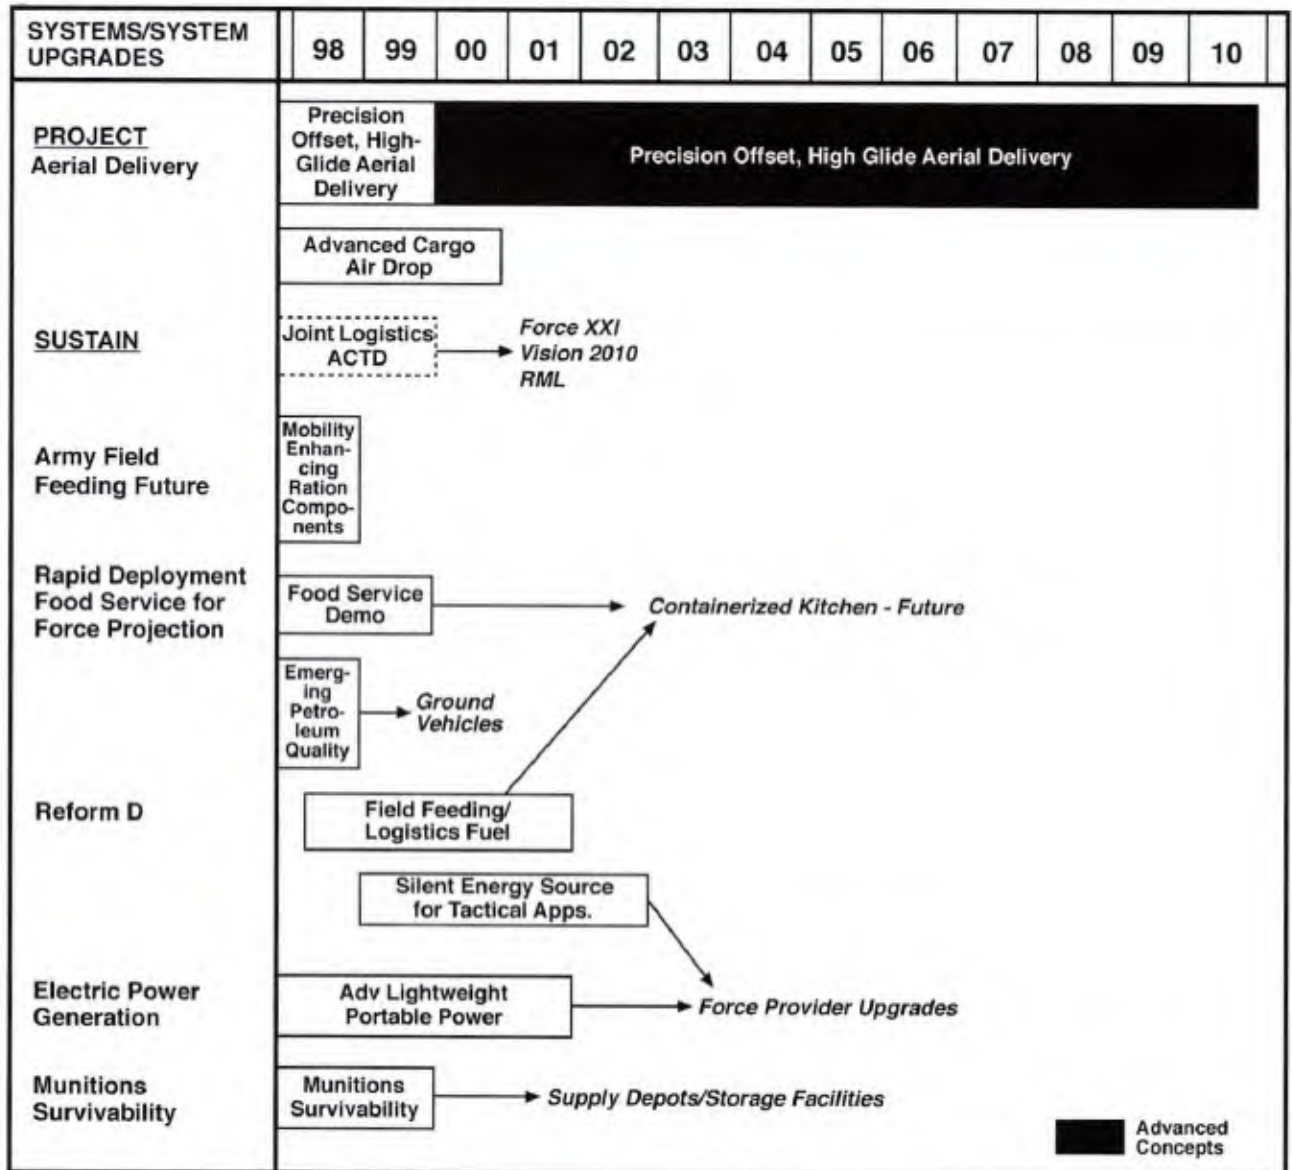 SYSTEMS/SYSTEM
UPGRADES
98 99 00 01 02 03 04 05 06 07 08 09 10
PROJECT
Aerial Delivery
Precision
Offset, High-
Glide Aerial
Delivery
Precision Offset, High Glide Aerial Delivery
Advanced Cargo
Air Drop
SUSTAIN
Joint Logistics
ACTD
Force XXI
Vision 2010
RML
Army Field
Feeding Future
Mobility
Enhan-
cing
Ration
Compo-
nents
Rapid Deployment
Food Service for
Force Projection
Food Service
Demo
Containerized Kitchen - Future
Emerg-
ing
Petro-
leum
Quality
Ground
Vehicles
Reform D
Field Feeding/
Logistics Fuel
Silent Energy Source
for Tactical Apps.
Electric Power
Generation
Adv Lightweight
Portable Power
Force Provider Upgrades
Munitions
Survivability
Munitions
Survivability
Supply Depots/Storage Facilities
Advanced
Concepts